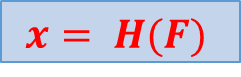 x = H(F)